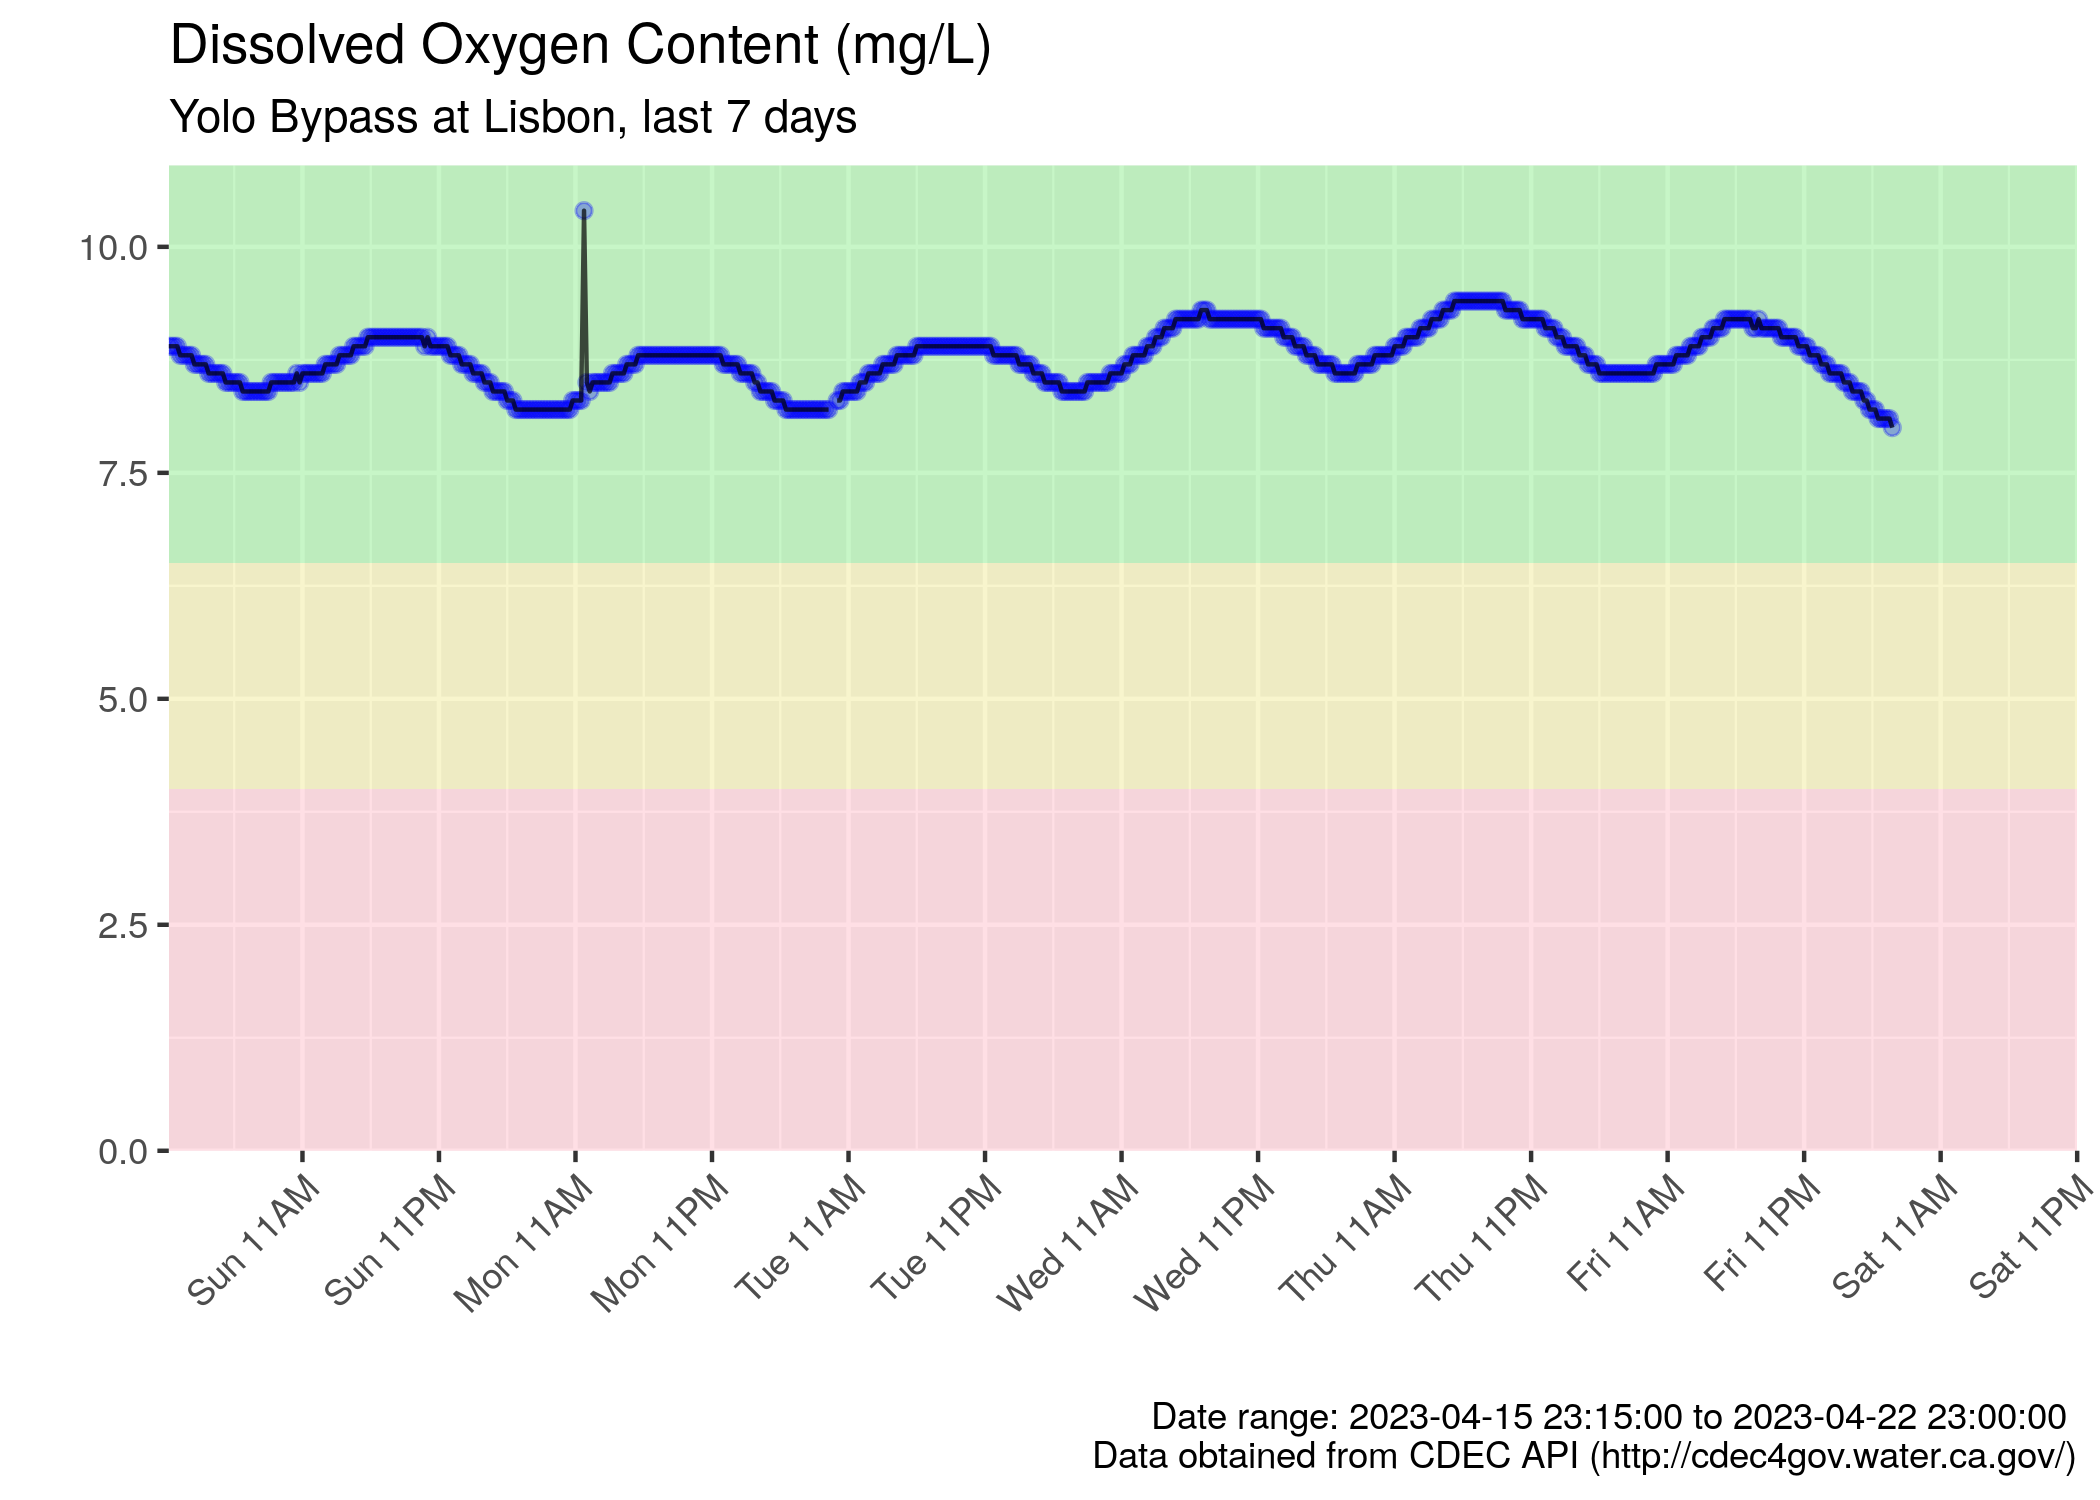 Dissolved Oxygen Content (mg/L)
Yolo Bypass at Lisbon, last 7 days
10.0
7.5
5.0
2.5
0.0
Sun 11AM
Sun 11PM
Mon 11AM
Mon 11PM
Tue 11AM
Tue 11PM
Wed 11AM
Wed 11PM
Thu 11AM
Thu 11PM
Fri 11AM
Fri 11PM
Sat 11AM
Sat 11PM
Date range: 2023-04-15 23:15:00 to 2023-04-22 23:00:00
Data obtained from CDEC API (http://cdec4gov.water.ca.gov/)